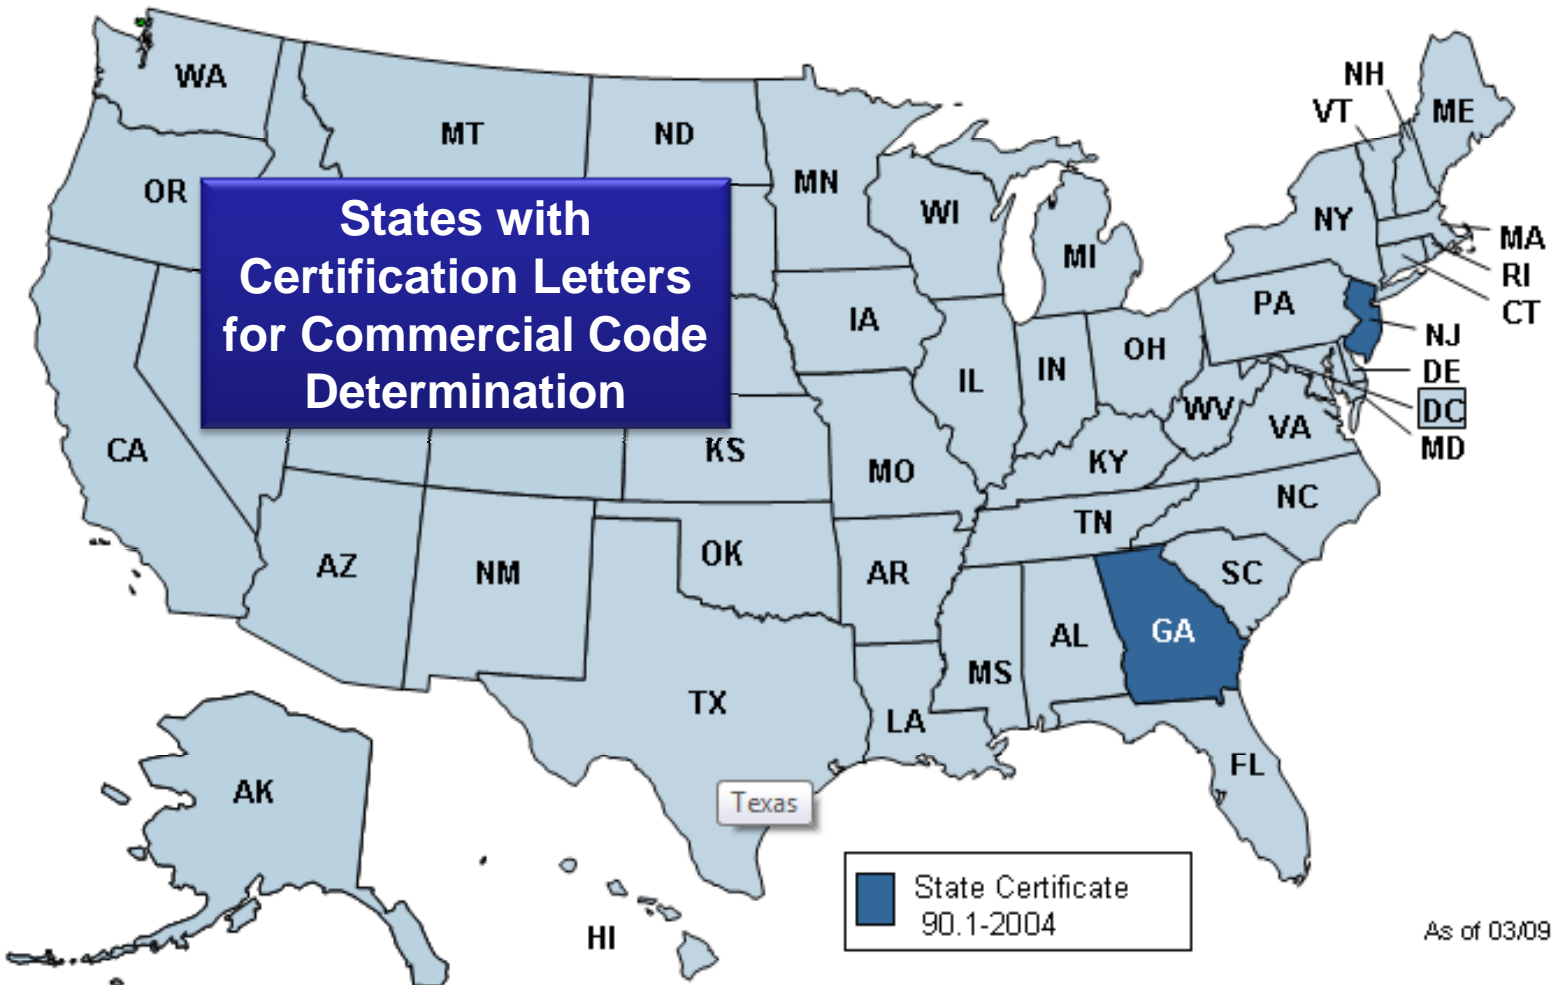 WA
MT
ND
MN
OR
WI
MI
NH
VT
ME
NY
MA
RI
CT
PA
NJ
DE
DC
MD
States with
Certification Letters
for Commercial Code
Determination
IA
IL
IN
OH
WV
VA
CA
KS
MO
KY
NC
TN
AZ
NM
OK
AR
SC
MS
AL
GA
TX
LA
FL
Texas
AK
HI
State Certificate
90.1-2004
As of 03/09